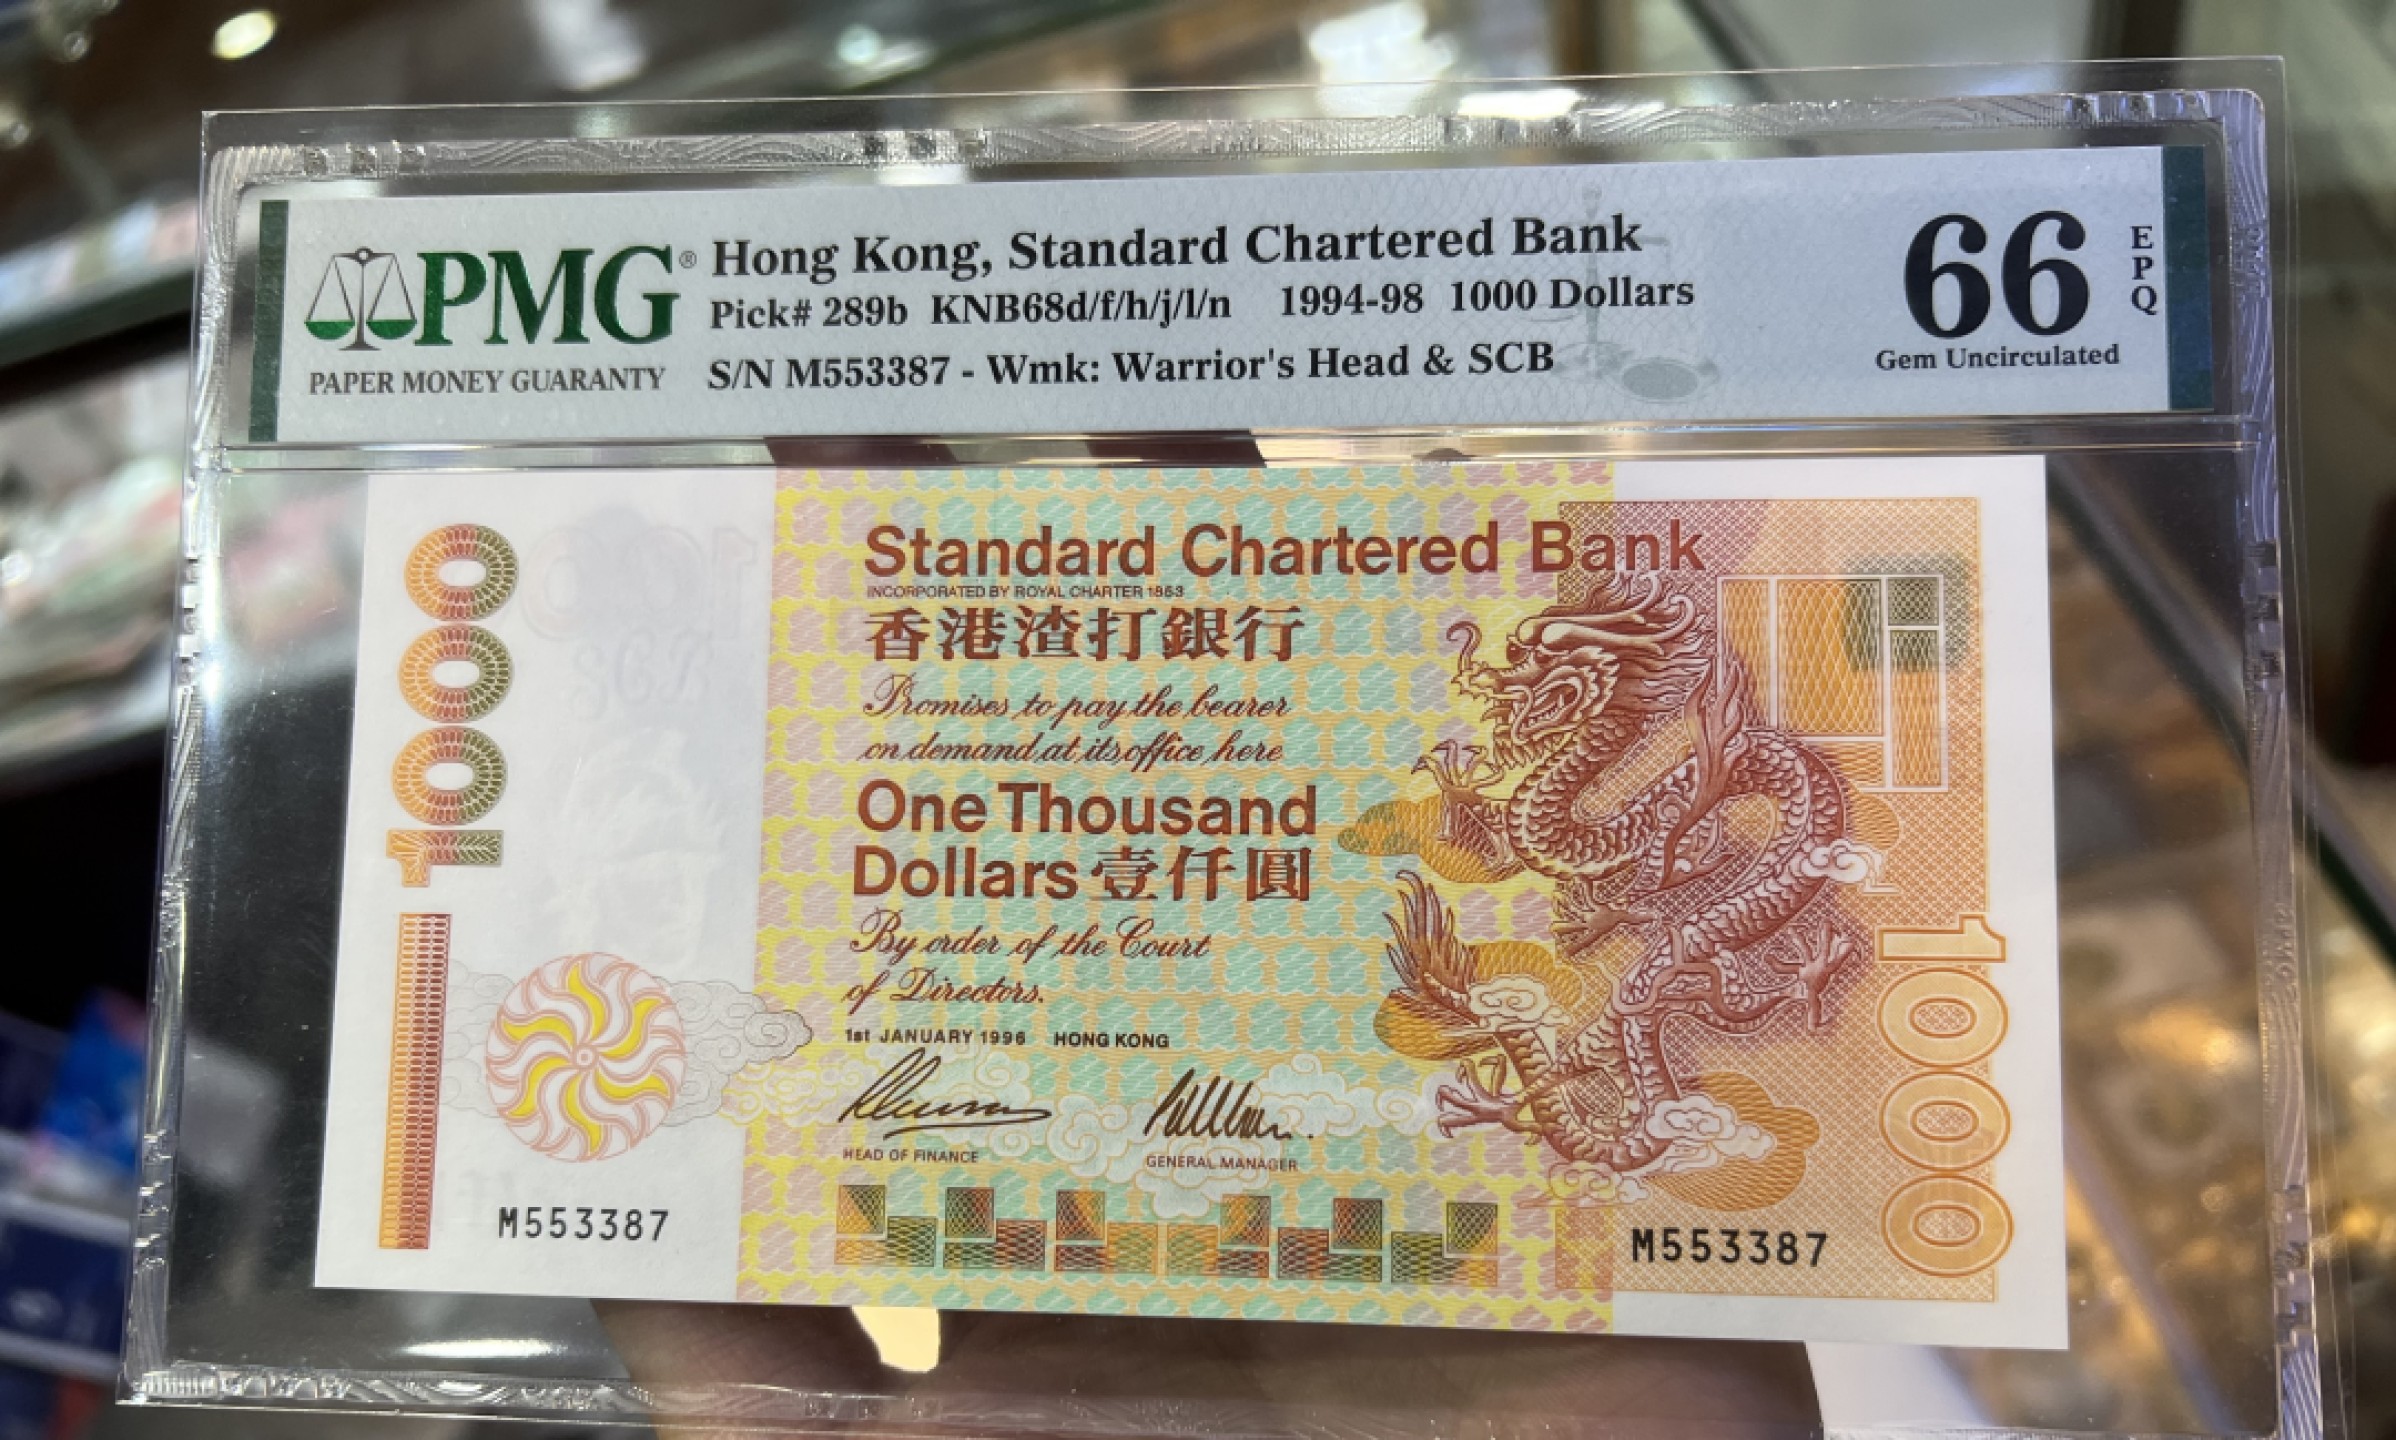 PMG®
PAPER MONEY GUARANTY
Hong Kong, Standard Chartered Bank
Pick# 289b KNB68d/f/h/j/l/n 1994-98 1000 Dollars
S/N M553387 - Wmk: Warrior's Head & SCB
66
EPQ
Gem Uncirculated
1000
Standard Chartered Bank
INCORPORATED BY ROYAL CHARTER 1853
香港渣打銀行
Promises to pay the bearer
on demand at its office here
One Thousand
Dollars 壹仟圓
By order of the Court
of Directors.
1st JANUARY 1996 HONG KONG
HEAD OF FINANCE
GENERAL MANAGER
M553387
M553387
1000